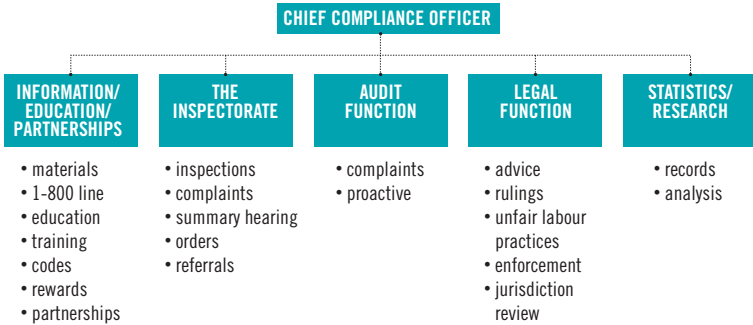 CHIEF COMPLIANCE OFFICER
INFORMATION/
EDUCATION/
PARTNERSHIPS
• materials
• 1-800 line
• education
• training
• codes
• rewards
• partnerships
THE
INSPECTORATE
• inspections
• complaints
• summary hearing
• orders
• referrals
AUDIT
FUNCTION
• complaints
• proactive
LEGAL
FUNCTION
• advice
• rulings
• unfair labour
practices
• enforcement
• jurisdiction
review
STATISTICS/
RESEARCH
• records
• analysis